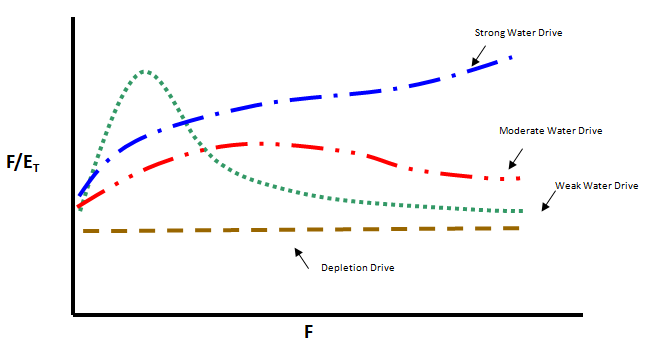 Strong Water Drive
Moderate Water Drive
F/ET
Weak Water Drive
Depletion Drive
F